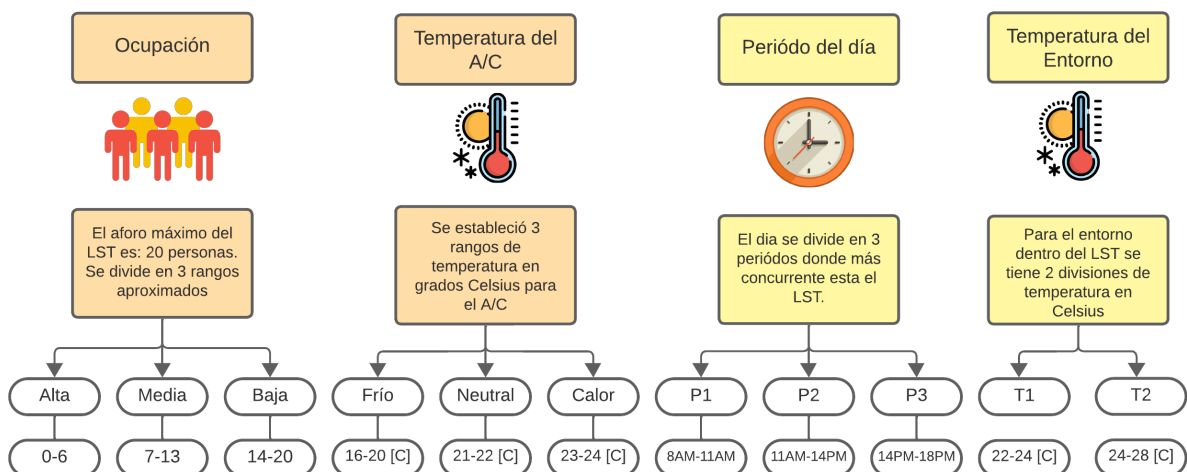 Ocupación
Temperatura del
A/C
Periódo del día
Temperatura del
Entorno
El aforo máximo del
LST es: 20 personas.
Se divide en 3 rangos
aproximados
Se estableció 3
rangos de
temperatura en
grados Celsius para
el A/C
El dia se divide en 3
periódos donde más
concurrente esta el
LST.
Para el entorno
dentro del LST se
tiene 2 divisiones de
temperatura en
Celsius
Alta
Media
Baja
Frío
Neutral
Calor
P1
P2
P3
T1
T2
0-6
7-13
14-20
16-20 [C]
21-22 [C]
23-24 [C]
8AM-11AM
11AM-14PM
14PM-18PM
22-24 [C]
24-28 [C]